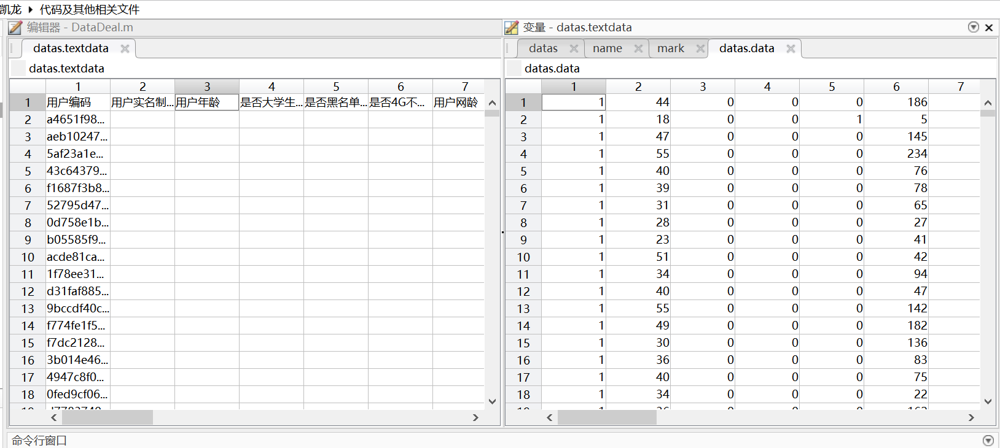 凯龙 ▶ 代码及其他相关文件
编辑器 - DataDeal.m
datas.textdata
datas.textdata
1 2 3 4 5 6 7
1 用户编码 用户实名制... 用户年龄 是否大学生... 是否黑名单... 是否4G不... 用户网龄
2 a4651f98...
3 aeb10247...
4 5af23a1e...
5 43c64379...
6 f1687f3b8...
7 52795d47...
8 0d758e1b...
9 b05585f9...
10 acde81ca...
11 1f78ee31...
12 d31faf885...
13 9bccdf40c...
14 f774fe1f5...
15 f7dc2128...
16 3b014e46...
17 4947c8f0...
18 0fed9cf06...
变量 - datas.textdata
datas name mark datas.data
datas.data
1 2 3 4 5 6 7
1 1 44 0 0 0 186
2 1 18 0 0 1 5
3 1 47 0 0 0 145
4 1 55 0 0 0 234
5 1 40 0 0 0 76
6 1 39 0 0 0 78
7 1 31 0 0 0 65
8 1 28 0 0 0 27
9 1 23 0 0 0 41
10 1 51 0 0 0 42
11 1 34 0 0 0 94
12 1 40 0 0 0 47
13 1 55 0 0 0 142
14 1 49 0 0 0 182
15 1 30 0 0 0 136
16 1 36 0 0 0 83
17 1 40 0 0 0 75
18 1 34 0 0 0 22
命令行窗口